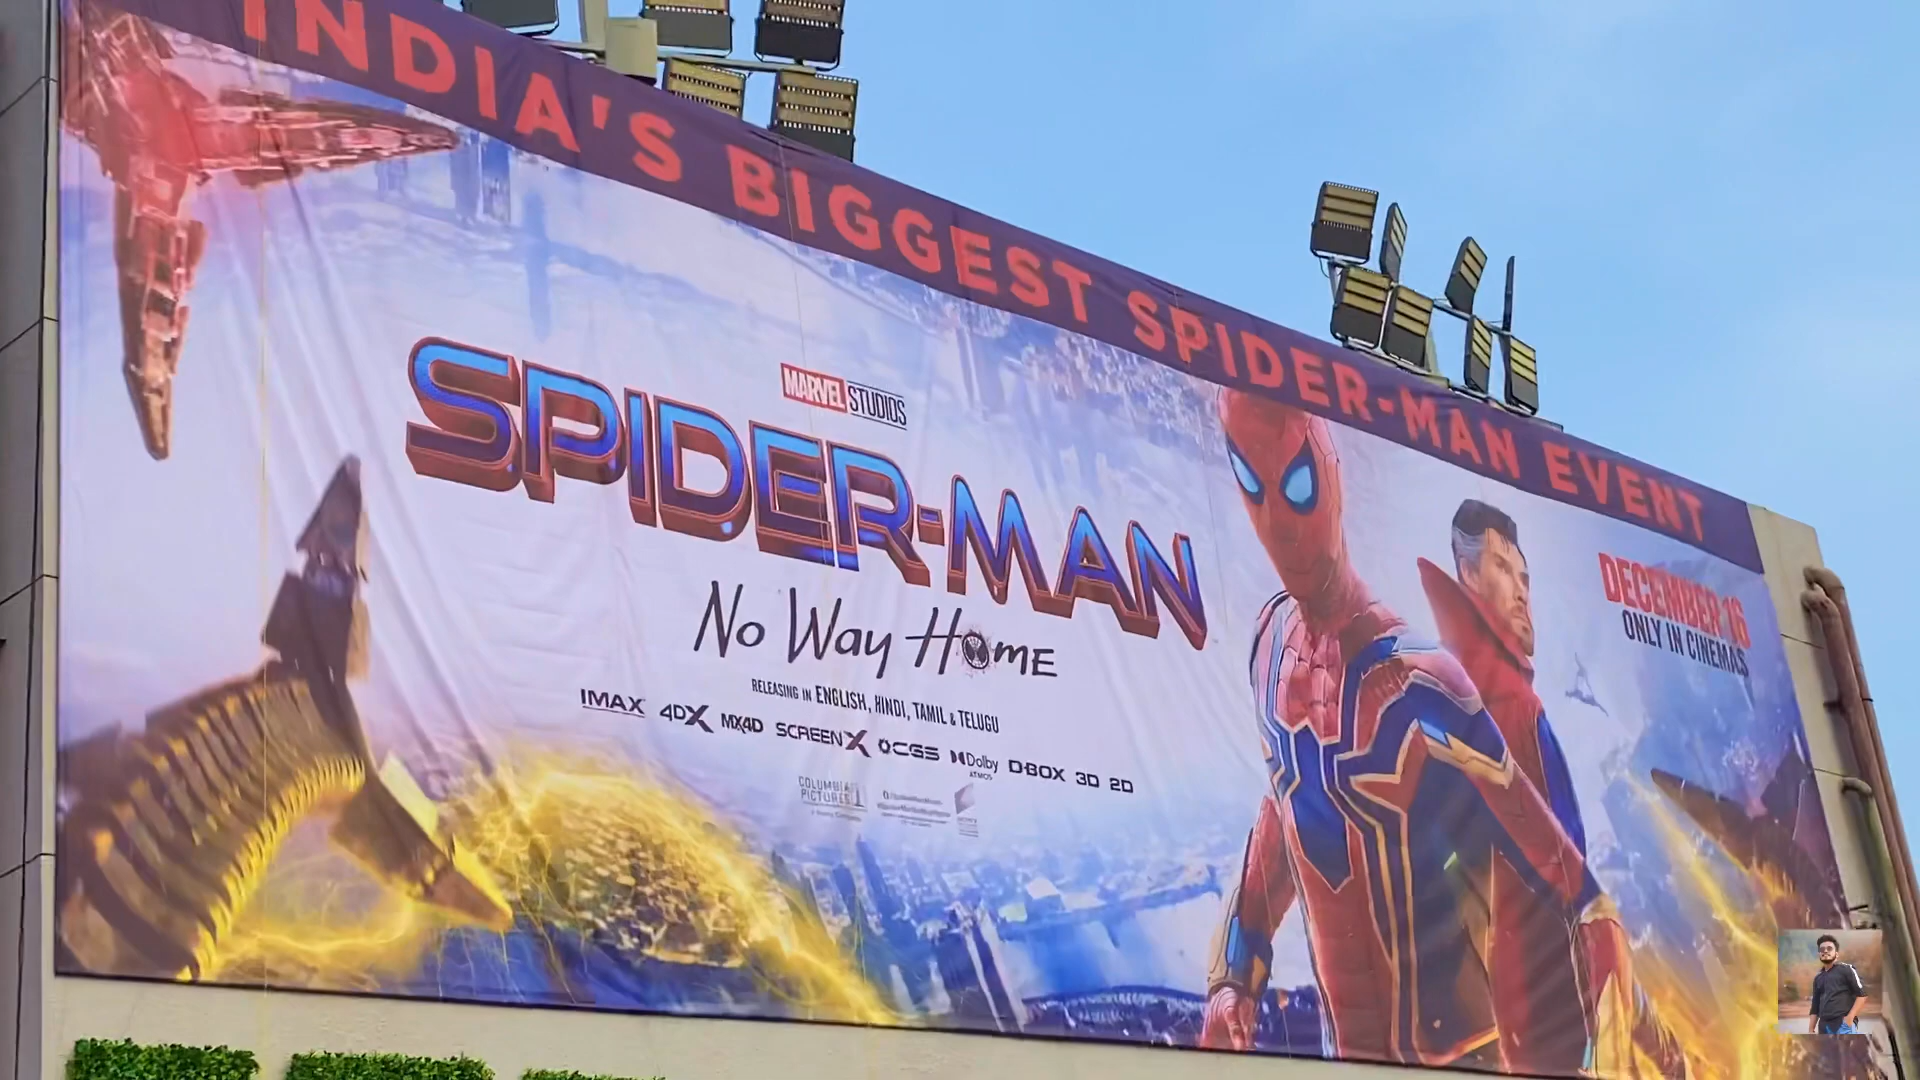 INDIA'S BIGGEST SPIDER-MAN EVENT
MARVEL STUDIOS
SPIDER-MAN
NO WAY HOME
RELEASING IN ENGLISH, HINDI, TAMIL & TELUGU
IMAX 4DX MX4D SCREENX CGS Dolby ATMOS D-BOX 3D 2D
COLUMBIA PICTURES
DECEMBER 16
ONLY IN CINEMAS